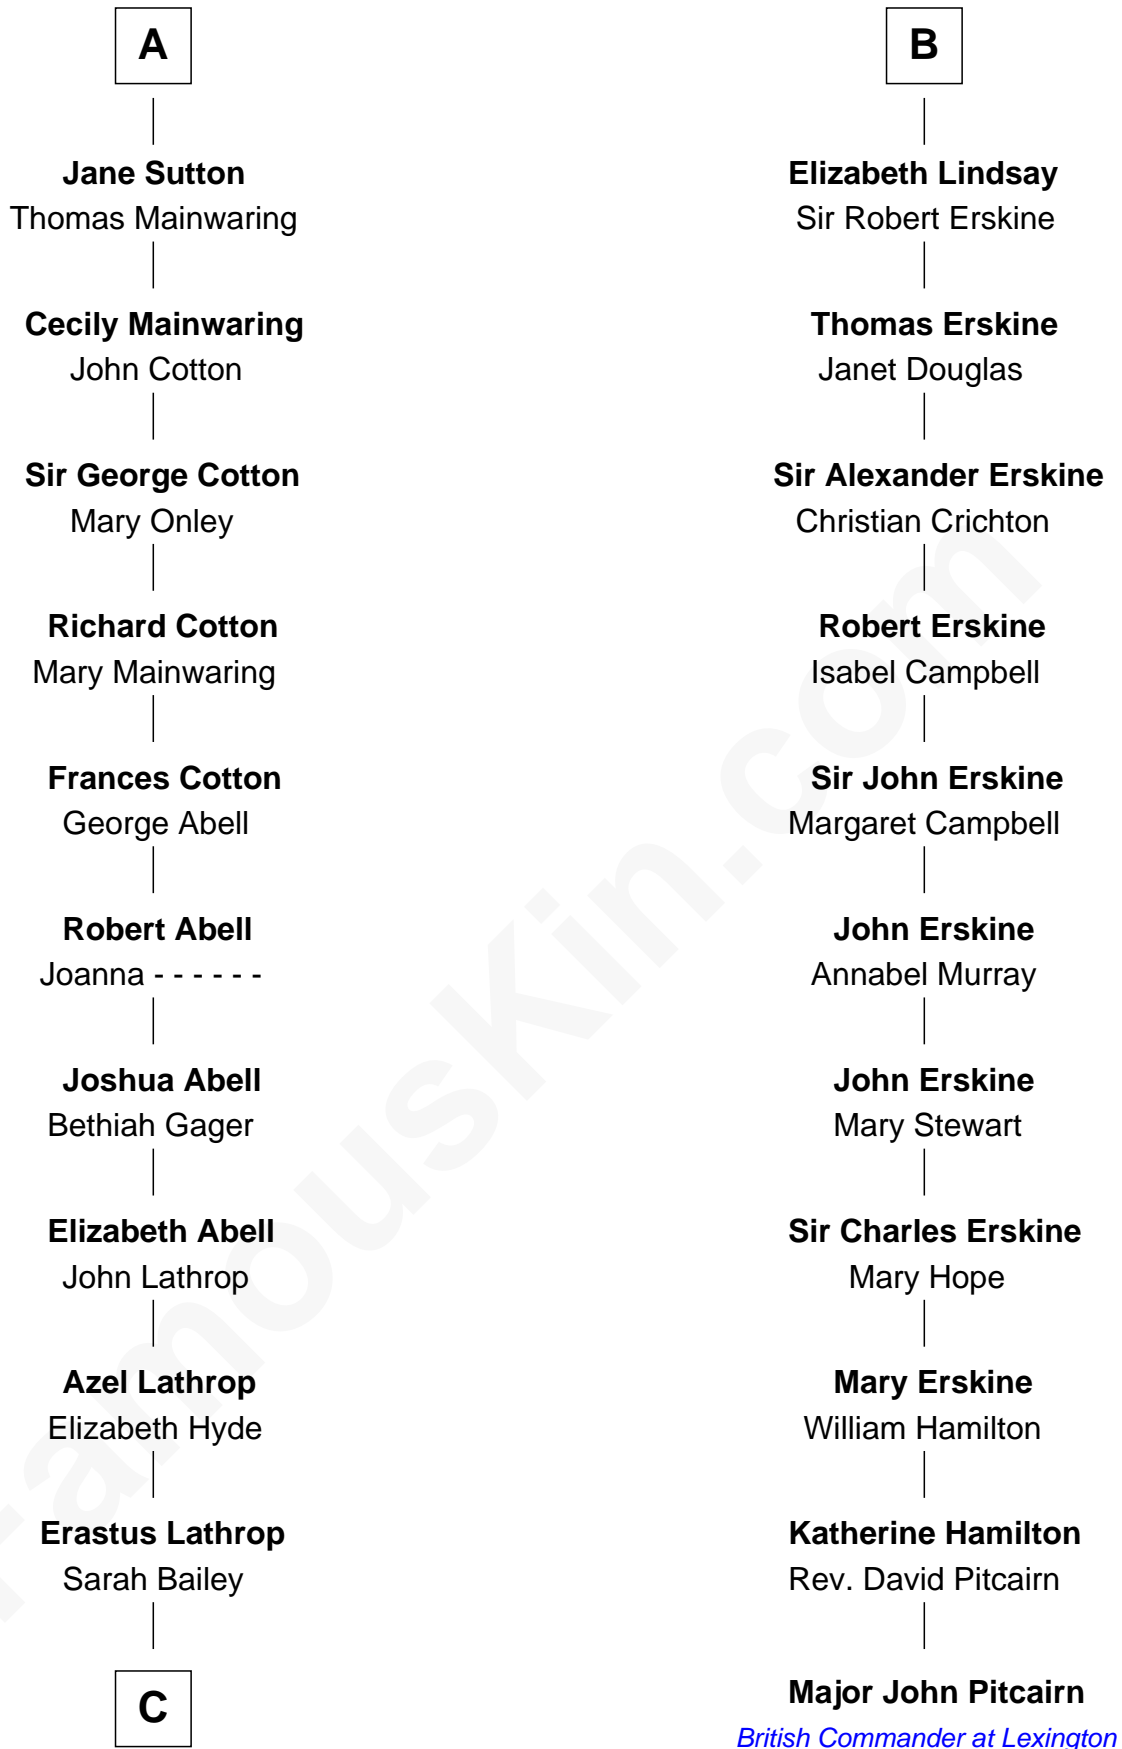 A
Jane Sutton
Thomas Mainwaring
Cecily Mainwaring
John Cotton
Sir George Cotton
Mary Onley
Richard Cotton
Mary Mainwaring
Frances Cotton
George Abell
Robert Abell
Joanna - - - - - -
Joshua Abell
Bethiah Gager
Elizabeth Abell
John Lathrop
Azel Lathrop
Elizabeth Hyde
Erastus Lathrop
Sarah Bailey
C
B
Elizabeth Lindsay
Sir Robert Erskine
Thomas Erskine
Janet Douglas
Sir Alexander Erskine
Christian Crichton
Robert Erskine
Isabel Campbell
Sir John Erskine
Margaret Campbell
John Erskine
Annabel Murray
John Erskine
Mary Stewart
Sir Charles Erskine
Mary Hope
Mary Erskine
William Hamilton
Katherine Hamilton
Rev. David Pitcairn
Major John Pitcairn
British Commander at Lexington
FamousKin.com